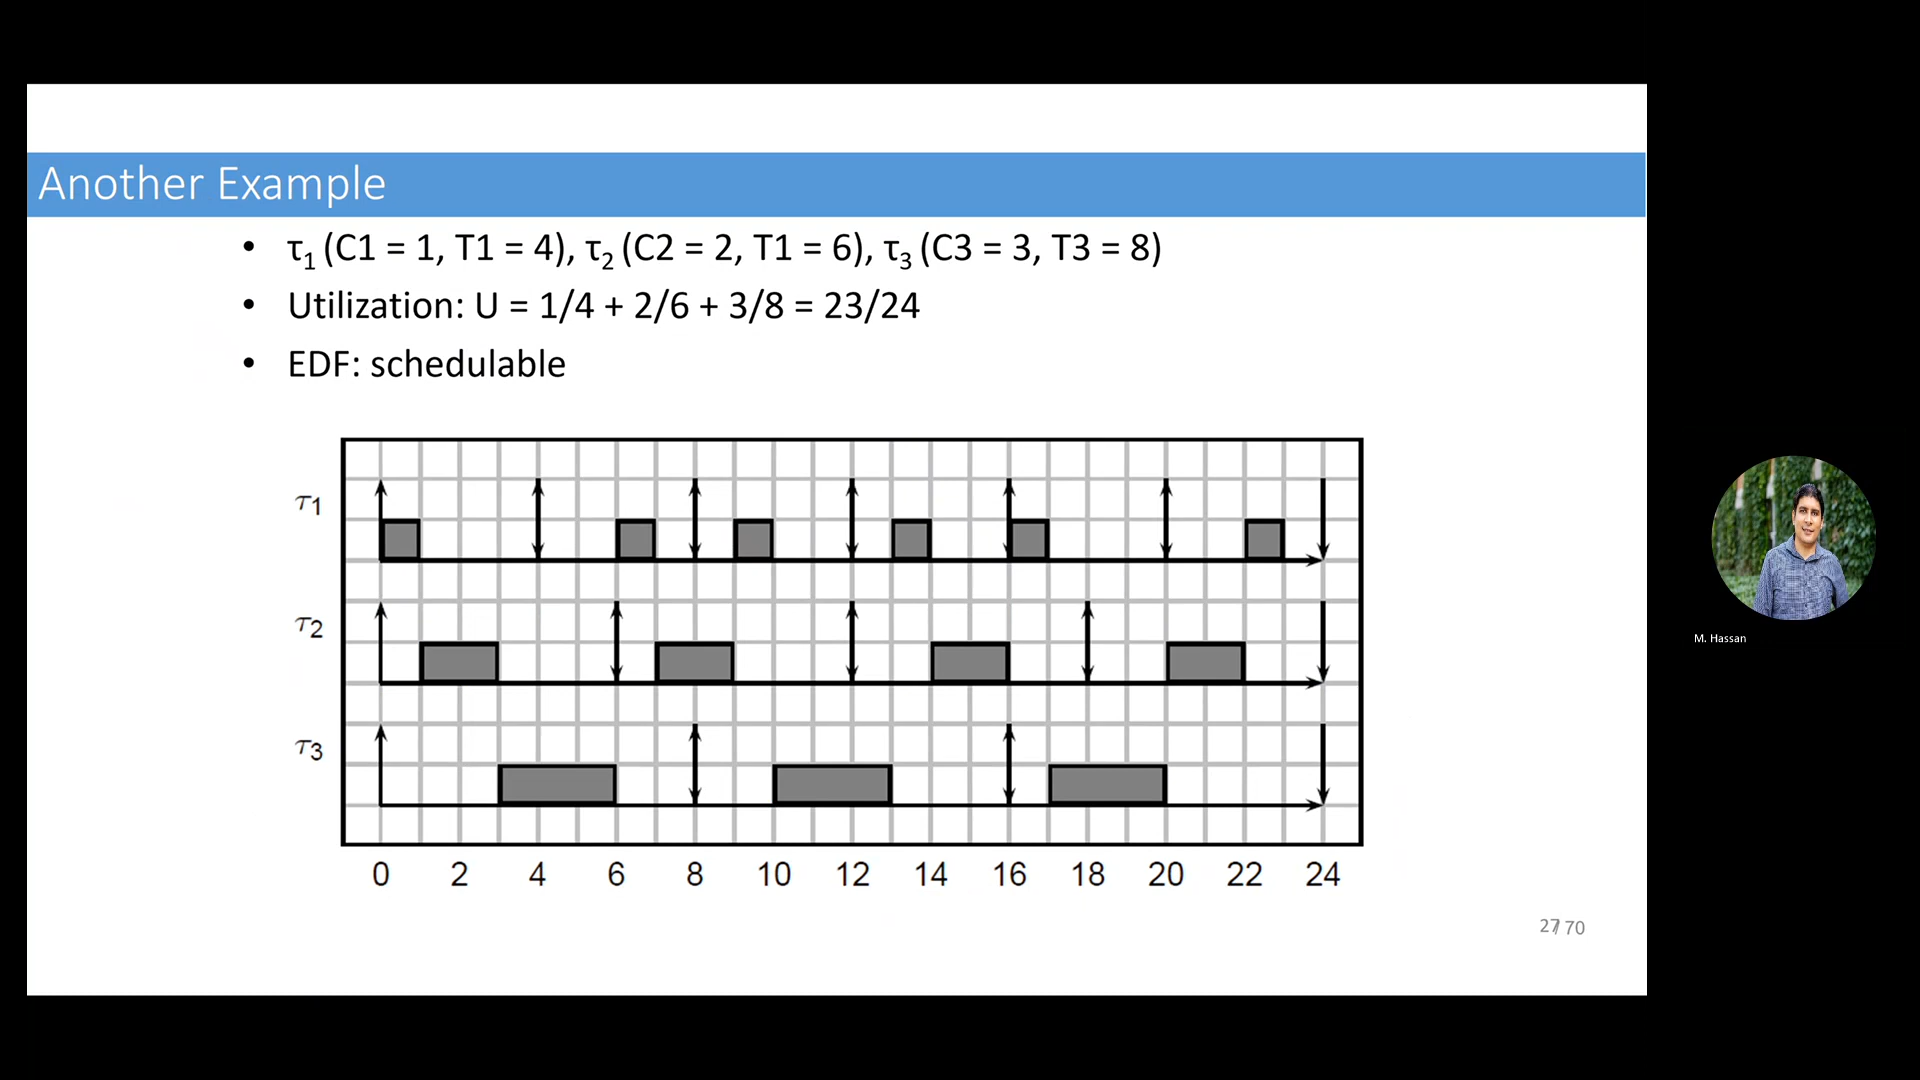 Another Example
• τ1 (C1 = 1, T1 = 4), τ2 (C2 = 2, T1 = 6), τ3 (C3 = 3, T3 = 8)
• Utilization: U = 1/4 + 2/6 + 3/8 = 23/24
• EDF: schedulable
τ1
τ2
τ3
0 2 4 6 8 10 12 14 16 18 20 22 24
M. Hassan
27/ 70